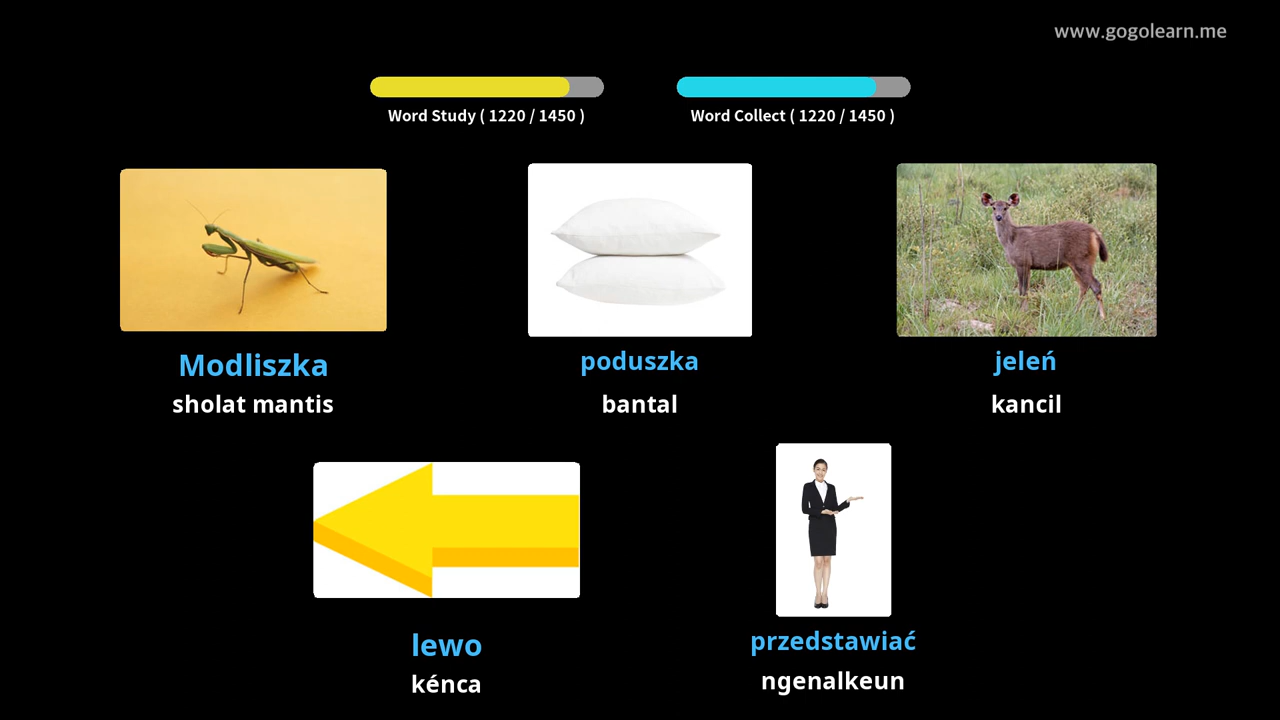 www.gogolearn.me
Word Study ( 1220 / 1450 )
Word Collect ( 1220 / 1450 )
Modliszka
sholat mantis
poduszka
bantal
jeleń
kancil
lewo
kénca
przedstawiać
ngenalkeun